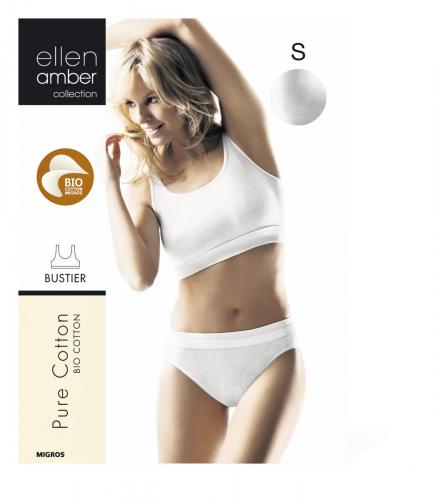 ellen
amber
collection
S
BIO
COTTON
MIGROS
BUSTIER
Pure Cotton
BIO COTTON
MIGROS